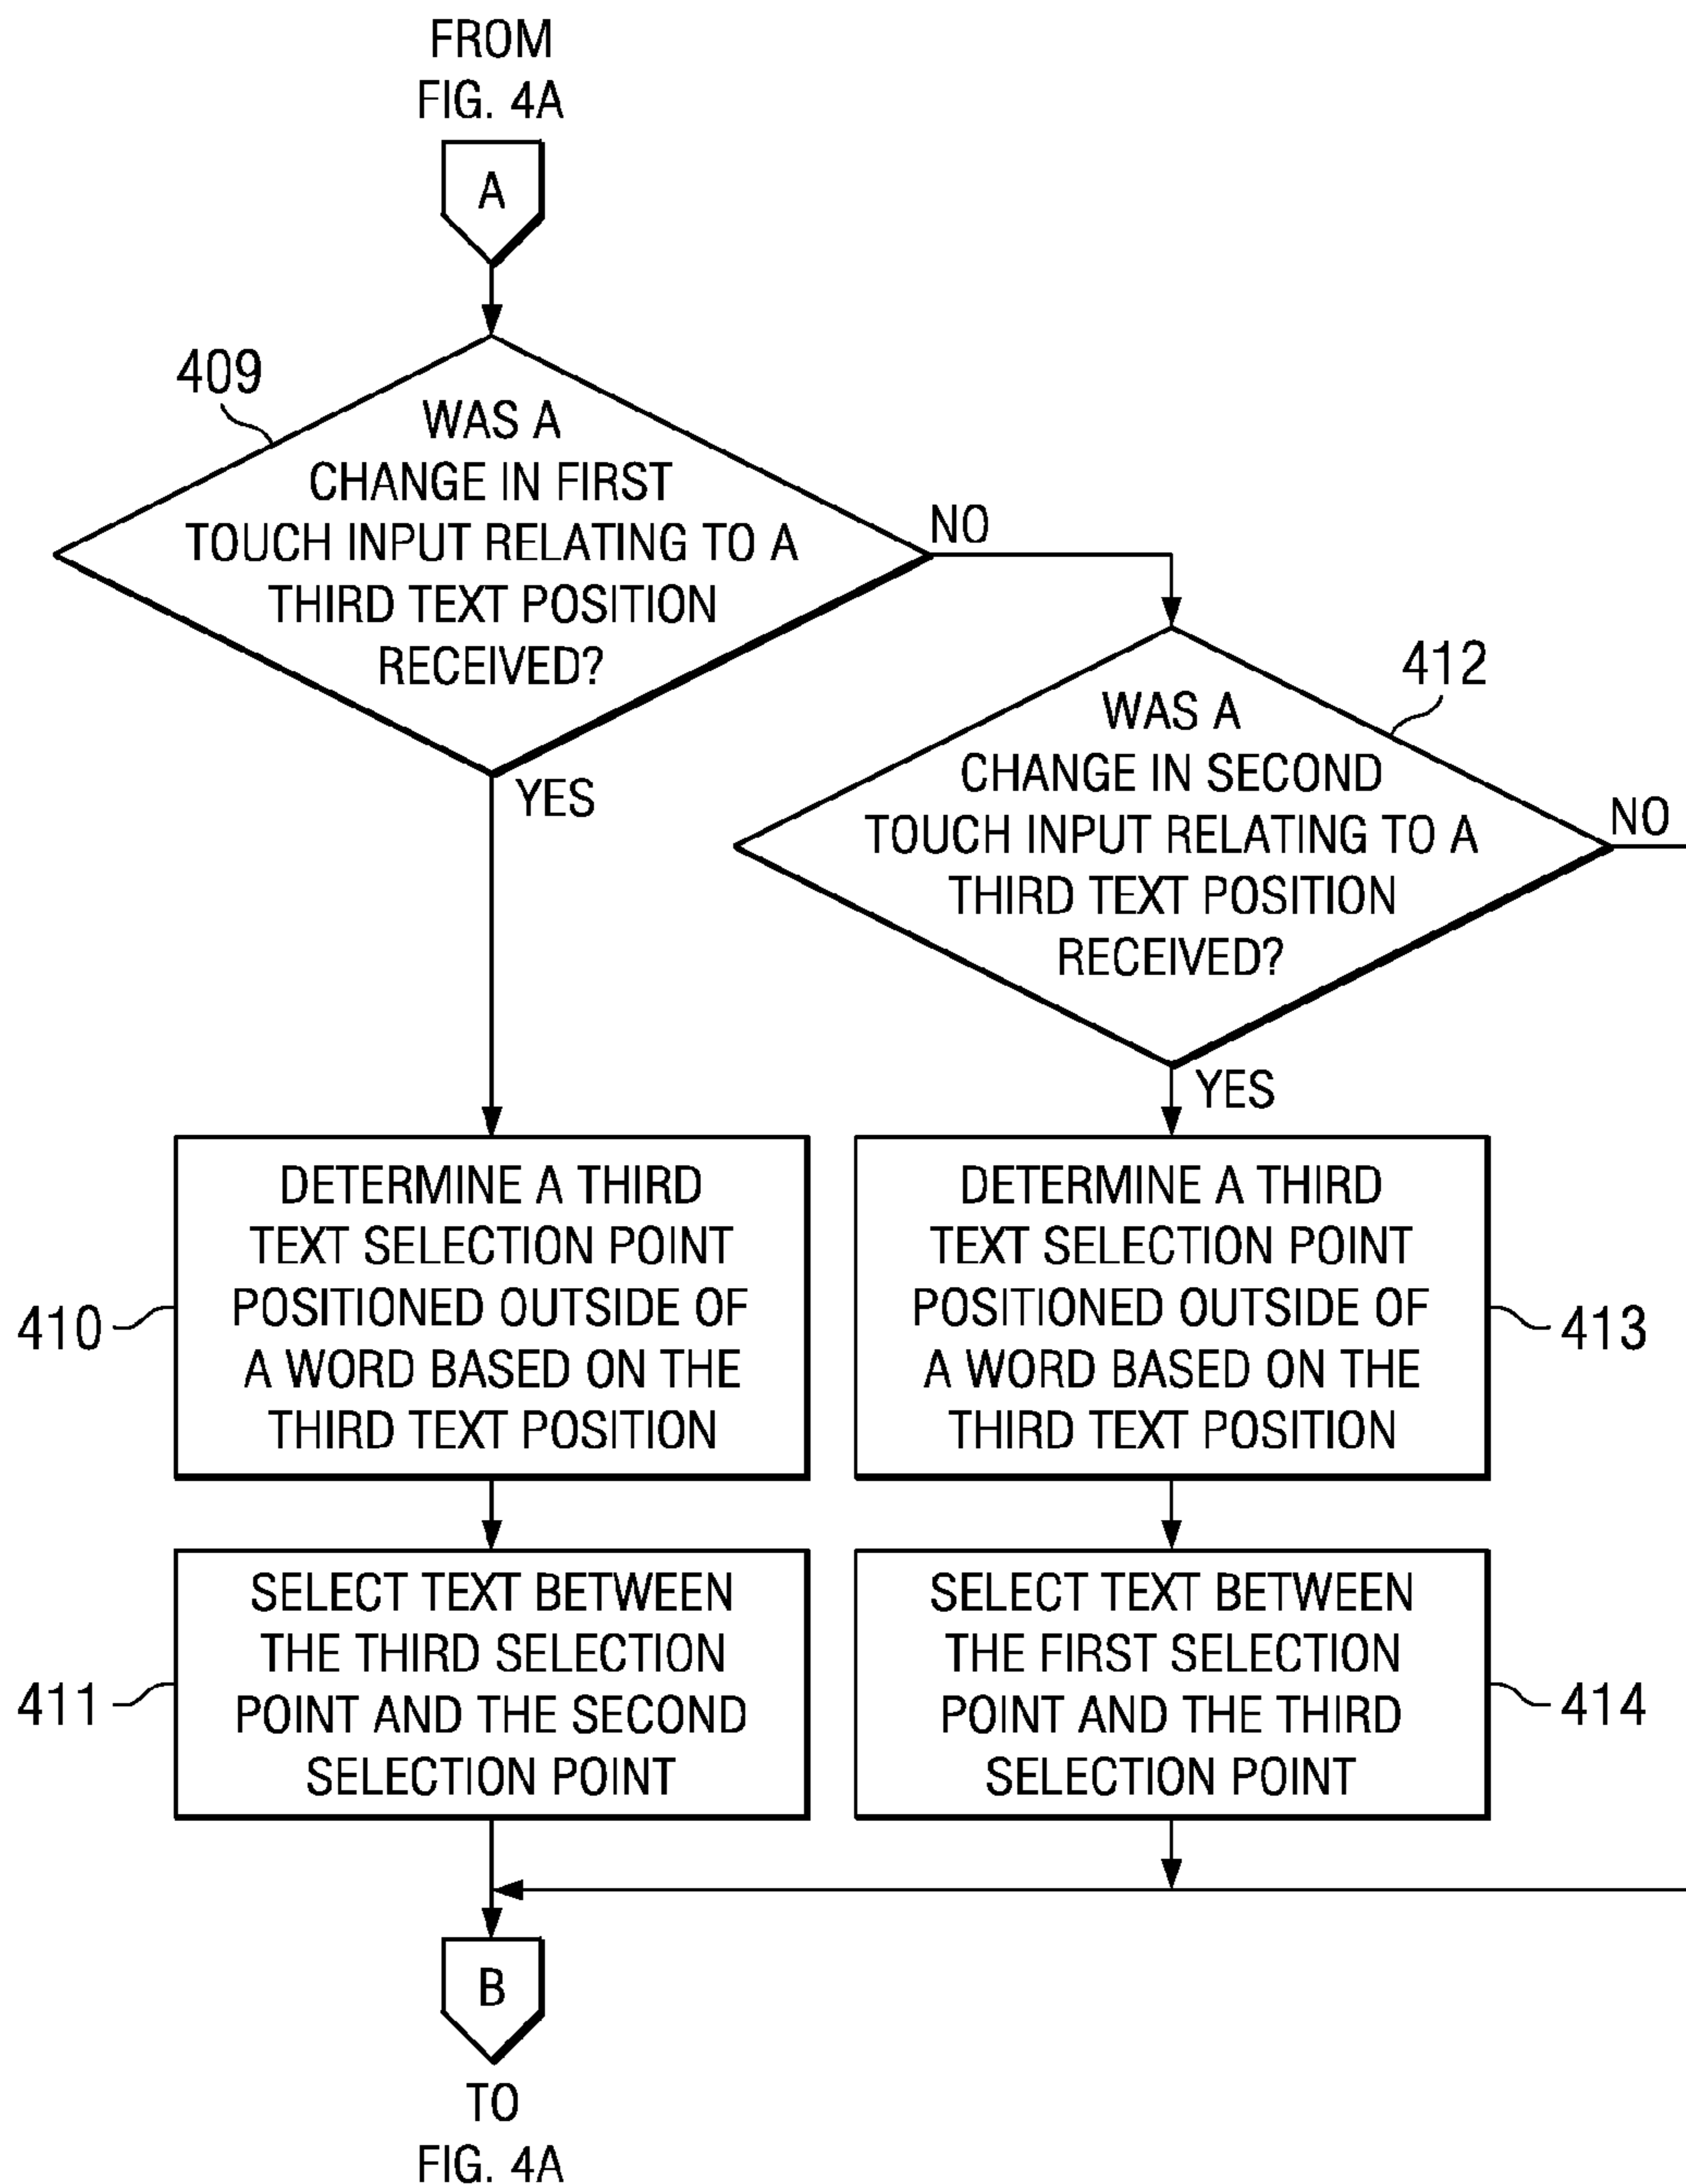 FROM
FIG. 4A
A
409
WAS A
CHANGE IN FIRST
TOUCH INPUT RELATING TO A
THIRD TEXT POSITION
RECEIVED?
NO
YES
412
WAS A
CHANGE IN SECOND
TOUCH INPUT RELATING TO A
THIRD TEXT POSITION
RECEIVED?
NO
YES
410
DETERMINE A THIRD
TEXT SELECTION POINT
POSITIONED OUTSIDE OF
A WORD BASED ON THE
THIRD TEXT POSITION
DETERMINE A THIRD
TEXT SELECTION POINT
POSITIONED OUTSIDE OF
A WORD BASED ON THE
THIRD TEXT POSITION
413
411
SELECT TEXT BETWEEN
THE THIRD SELECTION
POINT AND THE SECOND
SELECTION POINT
SELECT TEXT BETWEEN
THE FIRST SELECTION
POINT AND THE THIRD
SELECTION POINT
414
B
TO
FIG. 4A